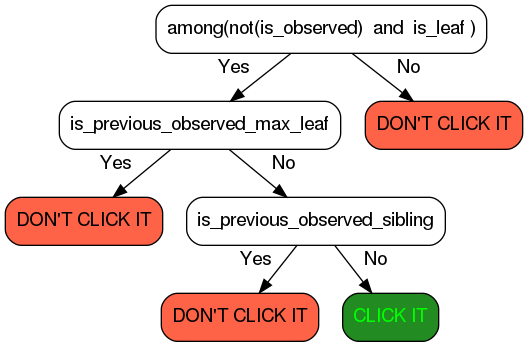 among(not(is_observed)  and  is_leaf )
Yes
No
is_previous_observed_max_leaf
DON'T CLICK IT
Yes
No
DON'T CLICK IT
is_previous_observed_sibling
Yes
No
DON'T CLICK IT
CLICK IT